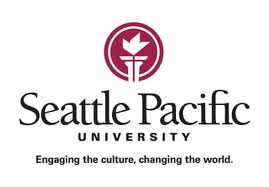 Seattle Pacific
UNIVERSITY
Engaging the culture, changing the world.